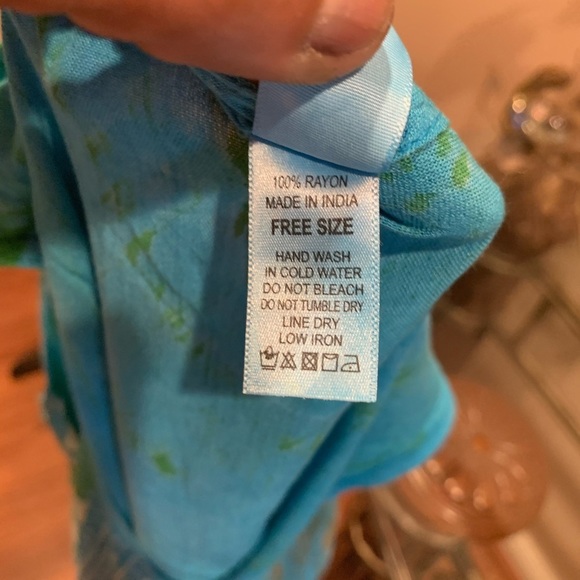 100% RAYON
MADE IN INDIA
FREE SIZE
HAND WASH
IN COLD WATER
DO NOT BLEACH
DO NOT TUMBLE DRY
LINE DRY
LOW IRON